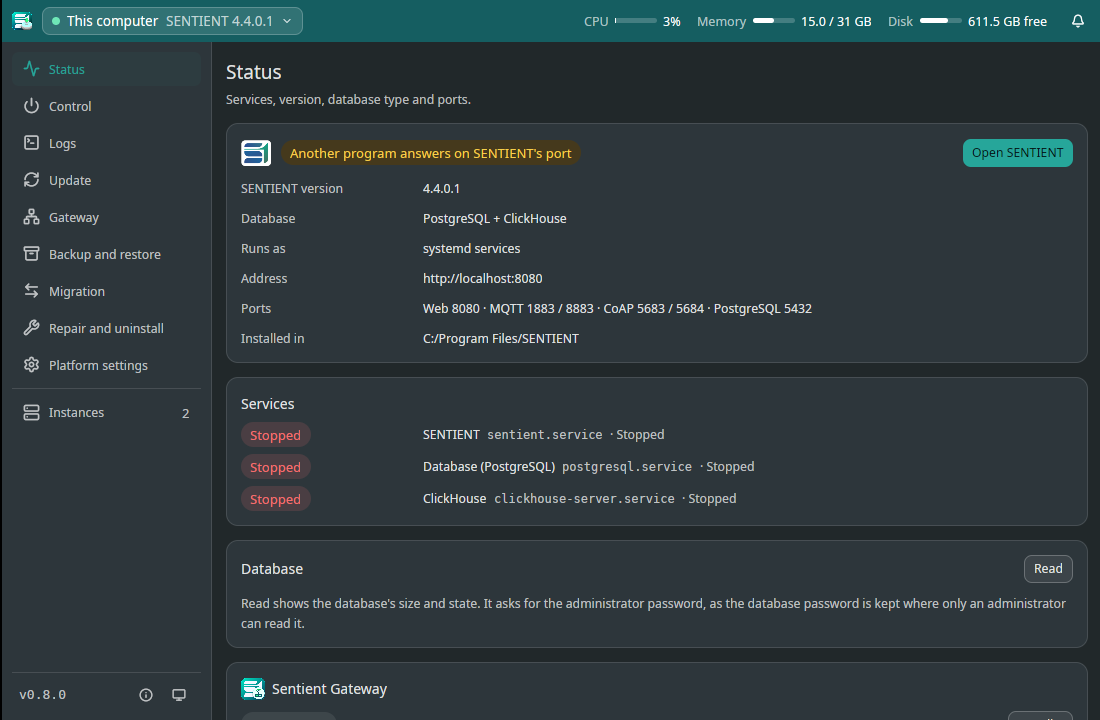 This computer SENTIENT 4.4.0.1
CPU 3% Memory 15.0 / 31 GB Disk 611.5 GB free
Status
Control
Logs
Update
Gateway
Backup and restore
Migration
Repair and uninstall
Platform settings
Instances 2
v0.8.0
Status
Services, version, database type and ports.
Another program answers on SENTIENT's port
Open SENTIENT
SENTIENT version 4.4.0.1
Database PostgreSQL + ClickHouse
Runs as systemd services
Address http://localhost:8080
Ports Web 8080 · MQTT 1883 / 8883 · CoAP 5683 / 5684 · PostgreSQL 5432
Installed in C:/Program Files/SENTIENT
Services
Stopped SENTIENT sentient.service · Stopped
Stopped Database (PostgreSQL) postgresql.service · Stopped
Stopped ClickHouse clickhouse-server.service · Stopped
Database
Read
Read shows the database's size and state. It asks for the administrator password, as the database password is kept where only an administrator
can read it.
Sentient Gateway